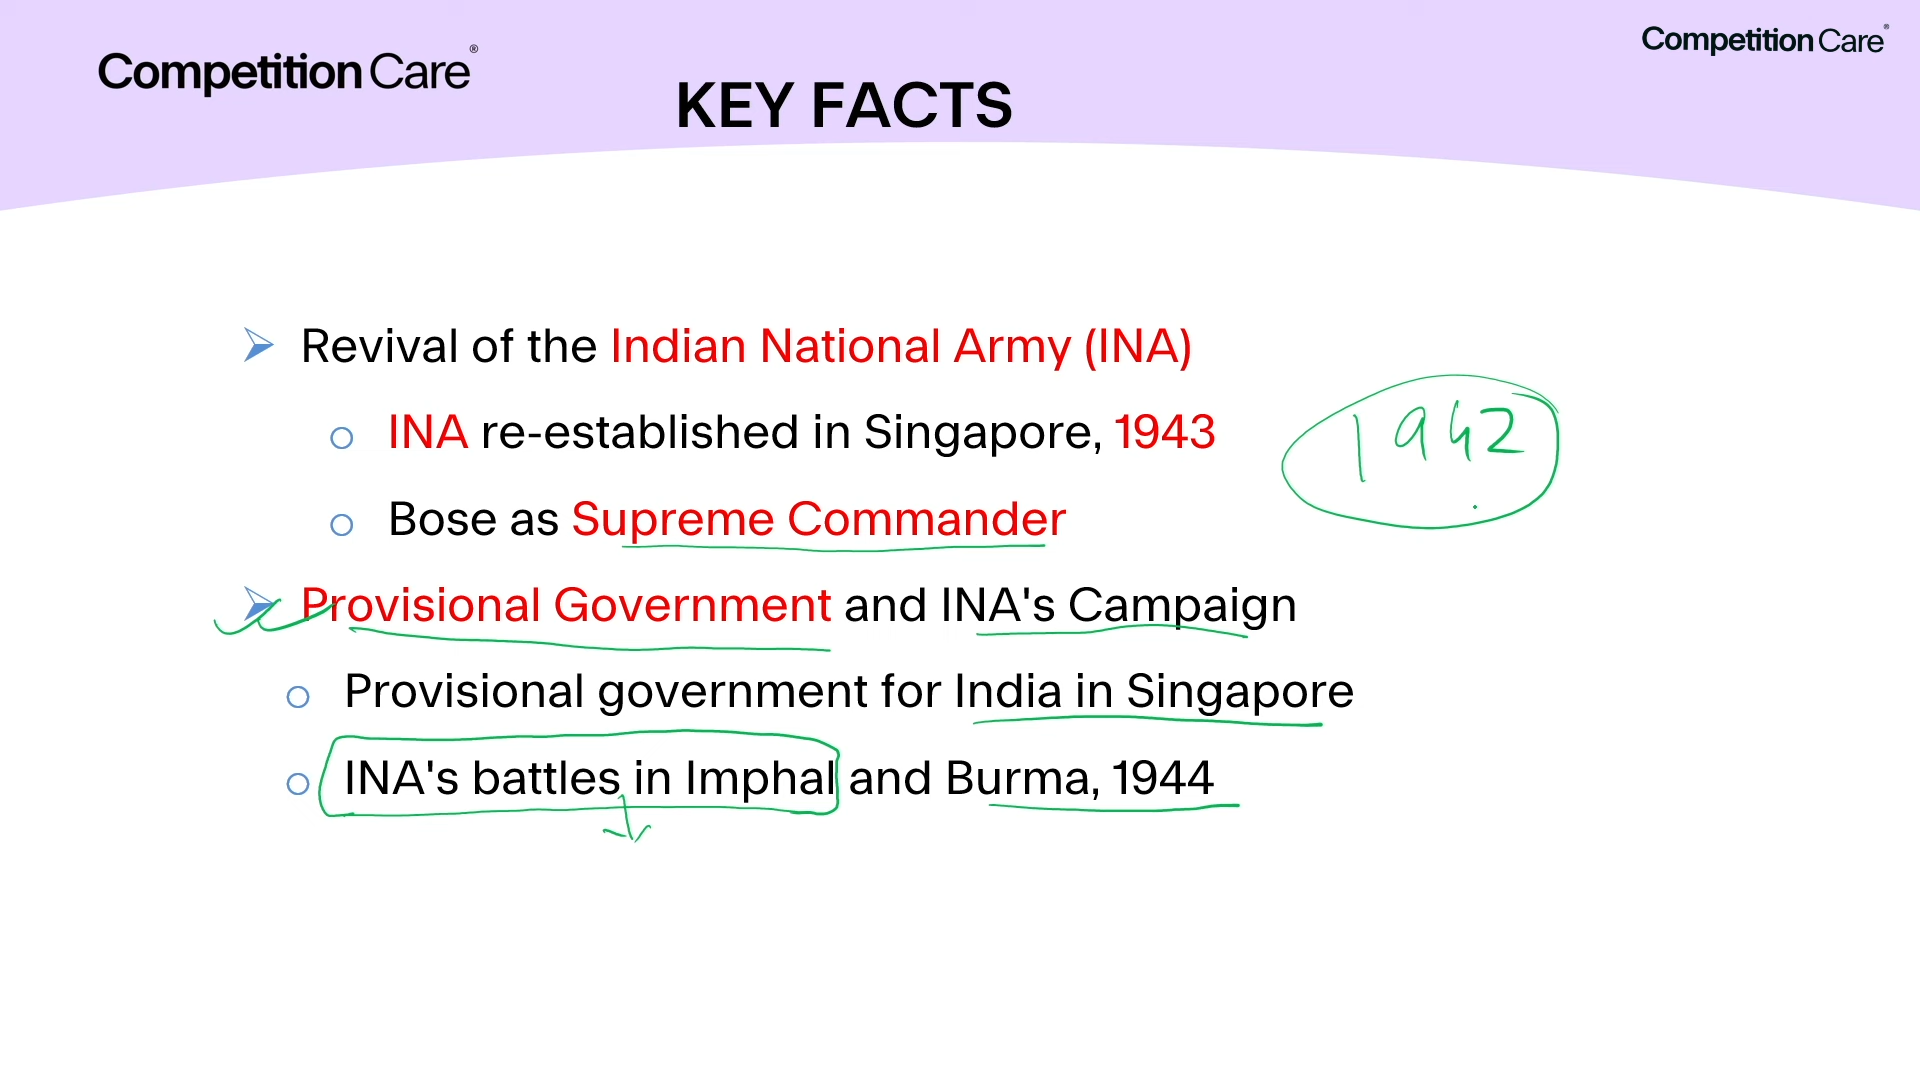 Competition Care®
Competition Care®
KEY FACTS
Revival of the Indian National Army (INA)
INA re-established in Singapore, 1943
1942
Bose as Supreme Commander
Provisional Government and INA's Campaign
Provisional government for India in Singapore
INA's battles in Imphal and Burma, 1944